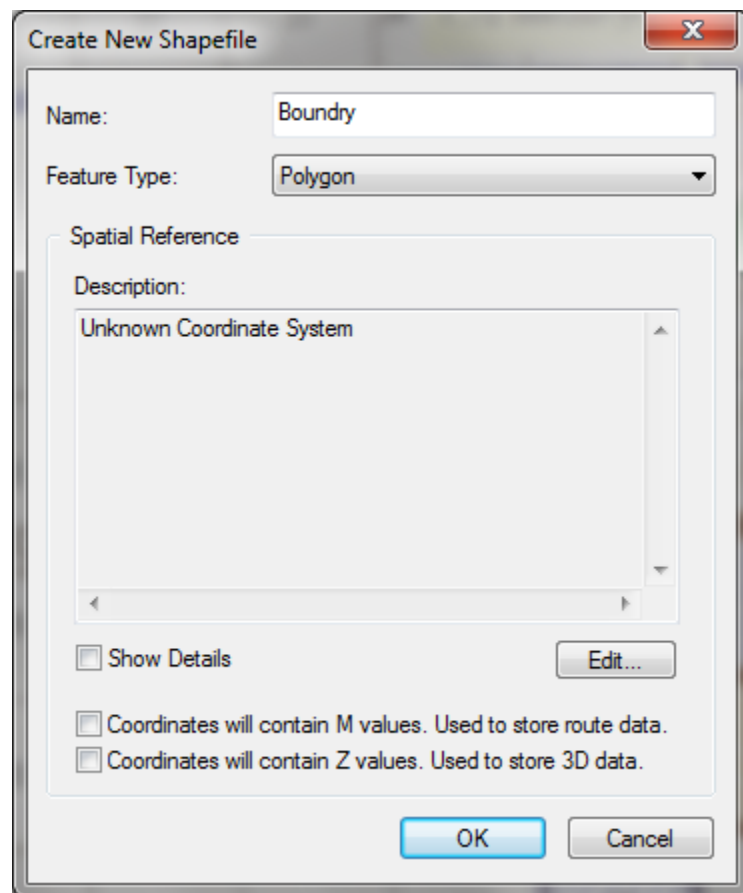 Create New Shapefile
Name:
Boundry
Feature Type:
Polygon
Spatial Reference
Description:
Unknown Coordinate System
Show Details
Edit...
Coordinates will contain M values. Used to store route data.
Coordinates will contain Z values. Used to store 3D data.
OK
Cancel